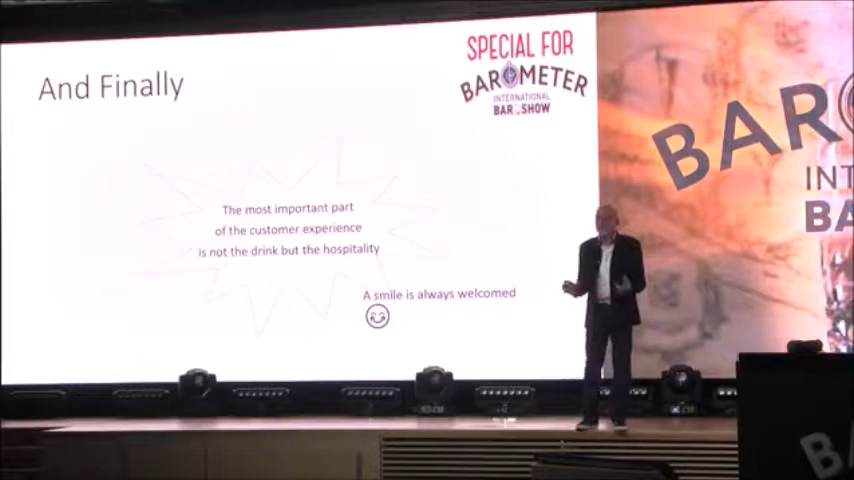 And Finally
SPECIAL FOR
BAROMETER
INTERNATIONAL
BAR SHOW
The most important part
of the customer experience
is not the drink but the hospitality
A smile is always welcomed
BARO
INT
BA
B